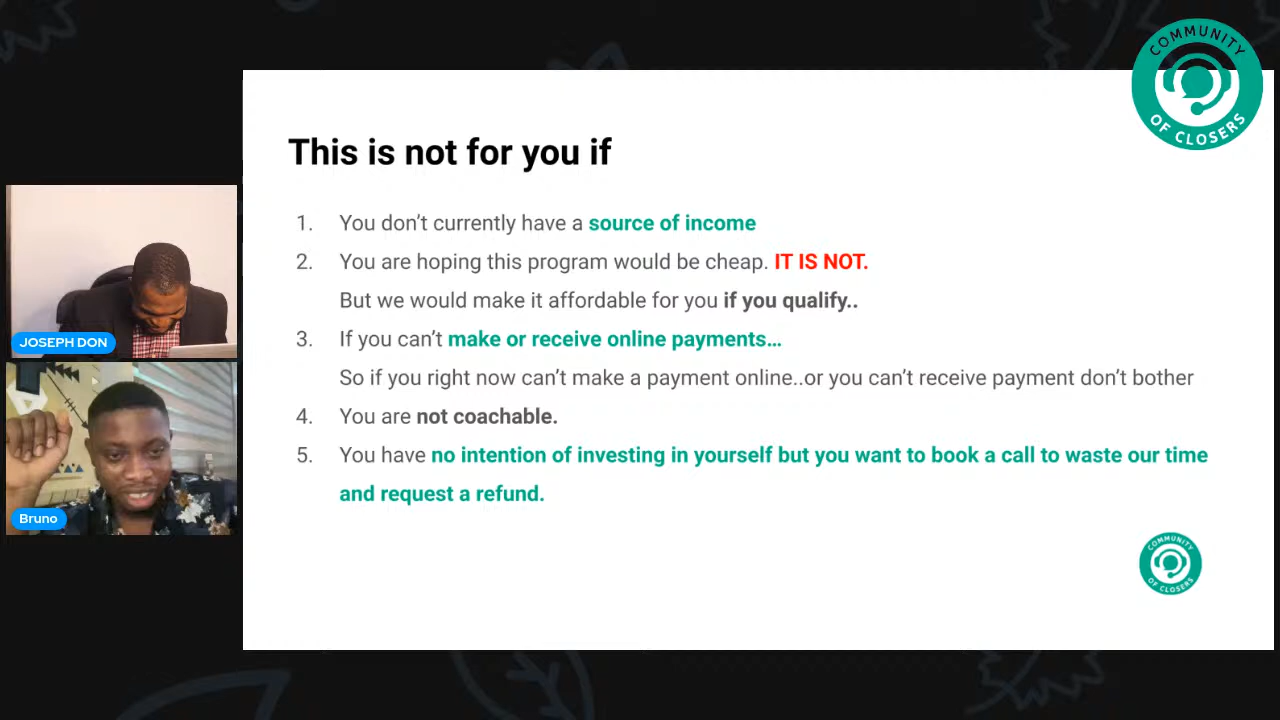 COMMUNITY
OF CLOSERS
This is not for you if
1. You don’t currently have a source of income
2. You are hoping this program would be cheap. IT IS NOT.
But we would make it affordable for you if you qualify..
3. If you can’t make or receive online payments…
So if you right now can’t make a payment online..or you can’t receive payment don’t bother
4. You are not coachable.
5. You have no intention of investing in yourself but you want to book a call to waste our time
and request a refund.
JOSEPH DON
Bruno
COMMUNITY
OF CLOSERS